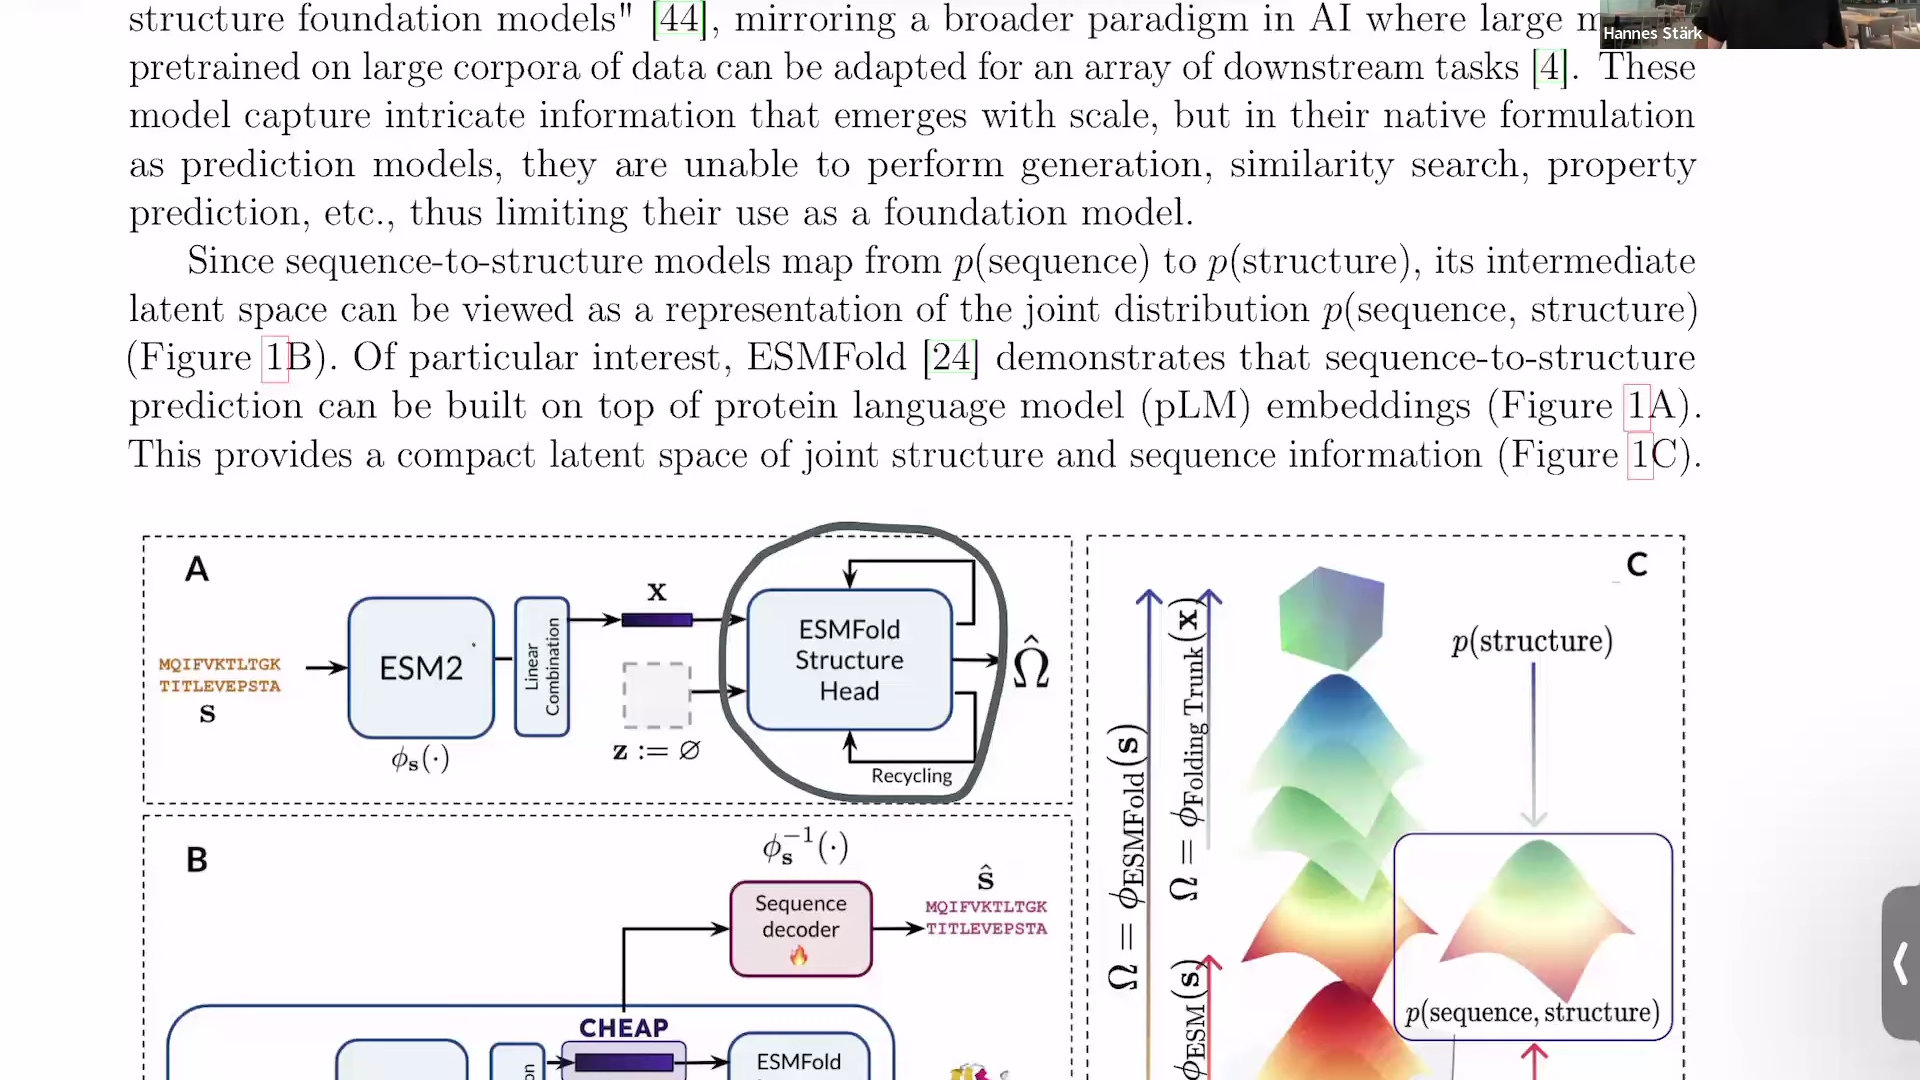 structure foundation models" [44], mirroring a broader paradigm in AI where large
Hannes Stärk
pretrained on large corpora of data can be adapted for an array of downstream tasks [4]. These
model capture intricate information that emerges with scale, but in their native formulation
as prediction models, they are unable to perform generation, similarity search, property
prediction, etc., thus limiting their use as a foundation model.
Since sequence-to-structure models map from p(sequence) to p(structure), its intermediate
latent space can be viewed as a representation of the joint distribution p(sequence, structure)
(Figure 1B). Of particular interest, ESMFold [24] demonstrates that sequence-to-structure
prediction can be built on top of protein language model (pLM) embeddings (Figure 1A).
This provides a compact latent space of joint structure and sequence information (Figure 1C).
A
MQIFVKTLTGK
TITLEVEPSTA
s
ESM2
ϕs(·)
Linear
Combination
x
z := ∅
ESMFold
Structure
Head
Recycling
Ω̂
B
ϕs⁻¹(·)
Sequence
decoder
ŝ
MQIFVKTLTGK
TITLEVEPSTA
CHEAP
ESMFold
C
Ω = ϕESMFold(s)
Ω = ϕFolding Trunk(x)
ϕESM(s)
p(structure)
p(sequence, structure)